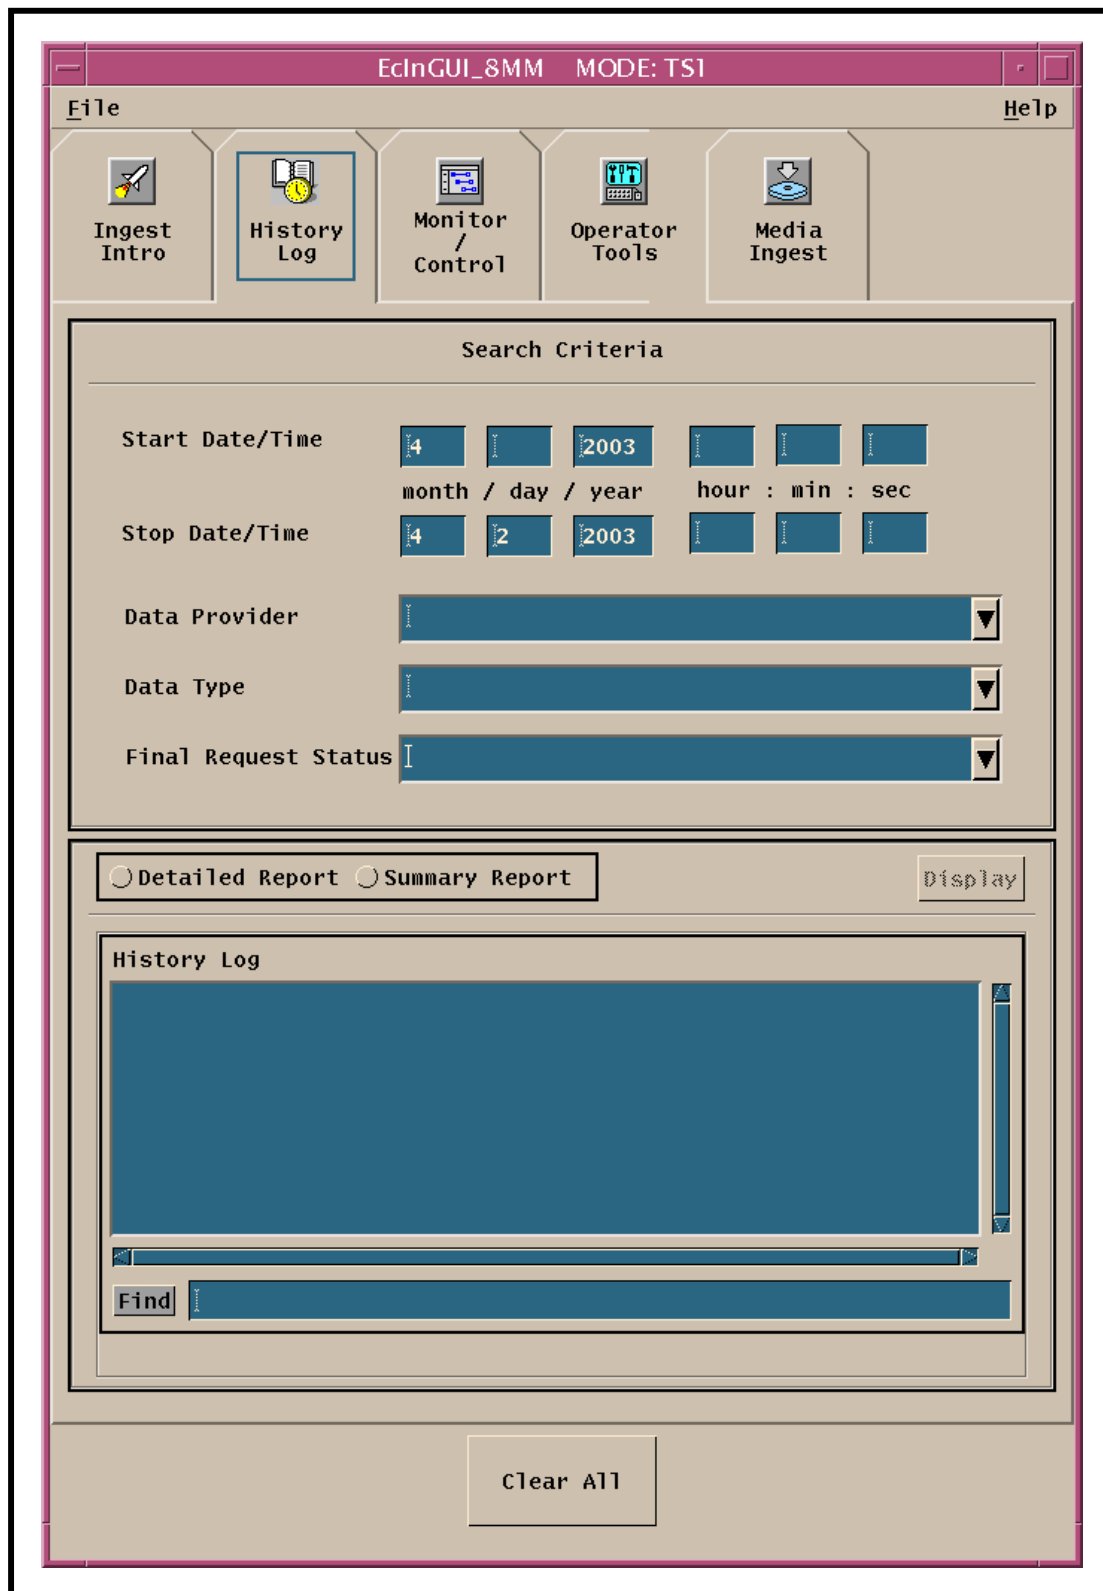 EcInGUI_8MM MODE: TS1
File Help
Ingest Intro
History Log
Monitor / Control
Operator Tools
Media Ingest
Search Criteria
Start Date/Time 4 2003
month / day / year hour : min : sec
Stop Date/Time 4 2 2003
Data Provider
Data Type
Final Request Status
Detailed Report Summary Report Display
History Log
Find
Clear All